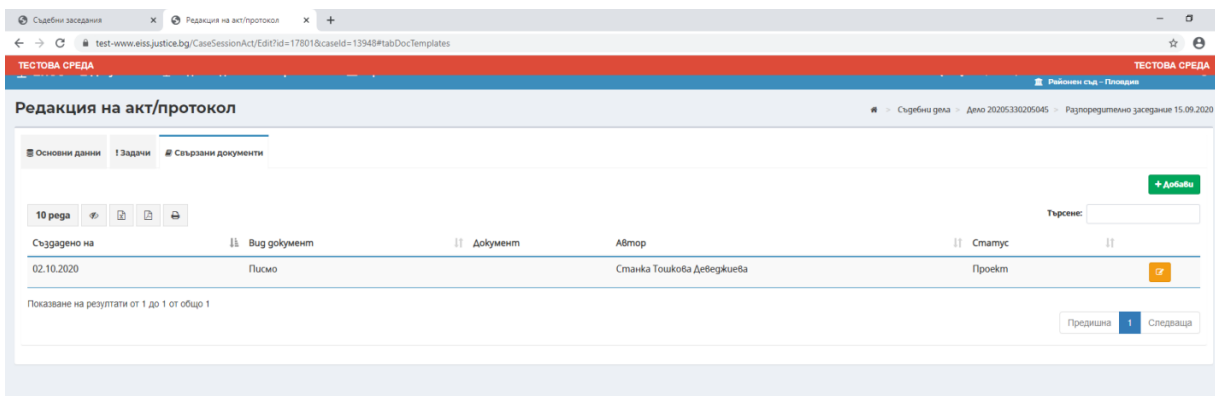 Съдебни заседания
Редакция на акт/протокол
test-www.eiss.justice.bg/CaseSessionAct/Edit?id=17801&caseId=13948#tabDocTemplates
ТЕСТОВА СРЕДА ТЕСТОВА СРЕДА
Районен съд – Пловдив
Редакция на акт/протокол
> Съдебни дела > Дело 20205330205045 > Разпоредително заседание 15.09.2020
Основни данни ! Задачи Свързани документи
+ Добави
10 реда Търсене:
Създадено на Вид документ Документ Автор Статус
02.10.2020 Писмо Станка Тошкова Деведжиева Проект
Показване на резултати от 1 до 1 от общо 1
Предишна 1 Следваща